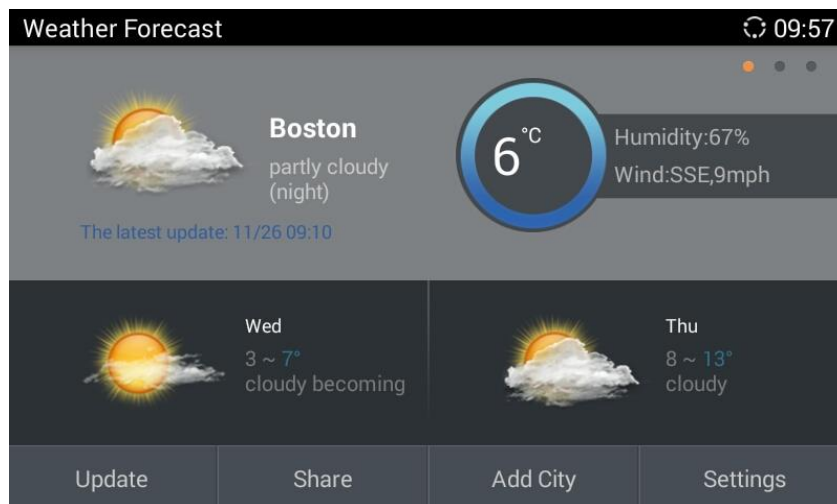 Weather Forecast 09:57
Boston
partly cloudy
(night)
The latest update: 11/26 09:10
6°C
Humidity:67%
Wind:SSE,9mph
Wed
3 ~ 7°
cloudy becoming
Thu
8 ~ 13°
cloudy
Update Share Add City Settings